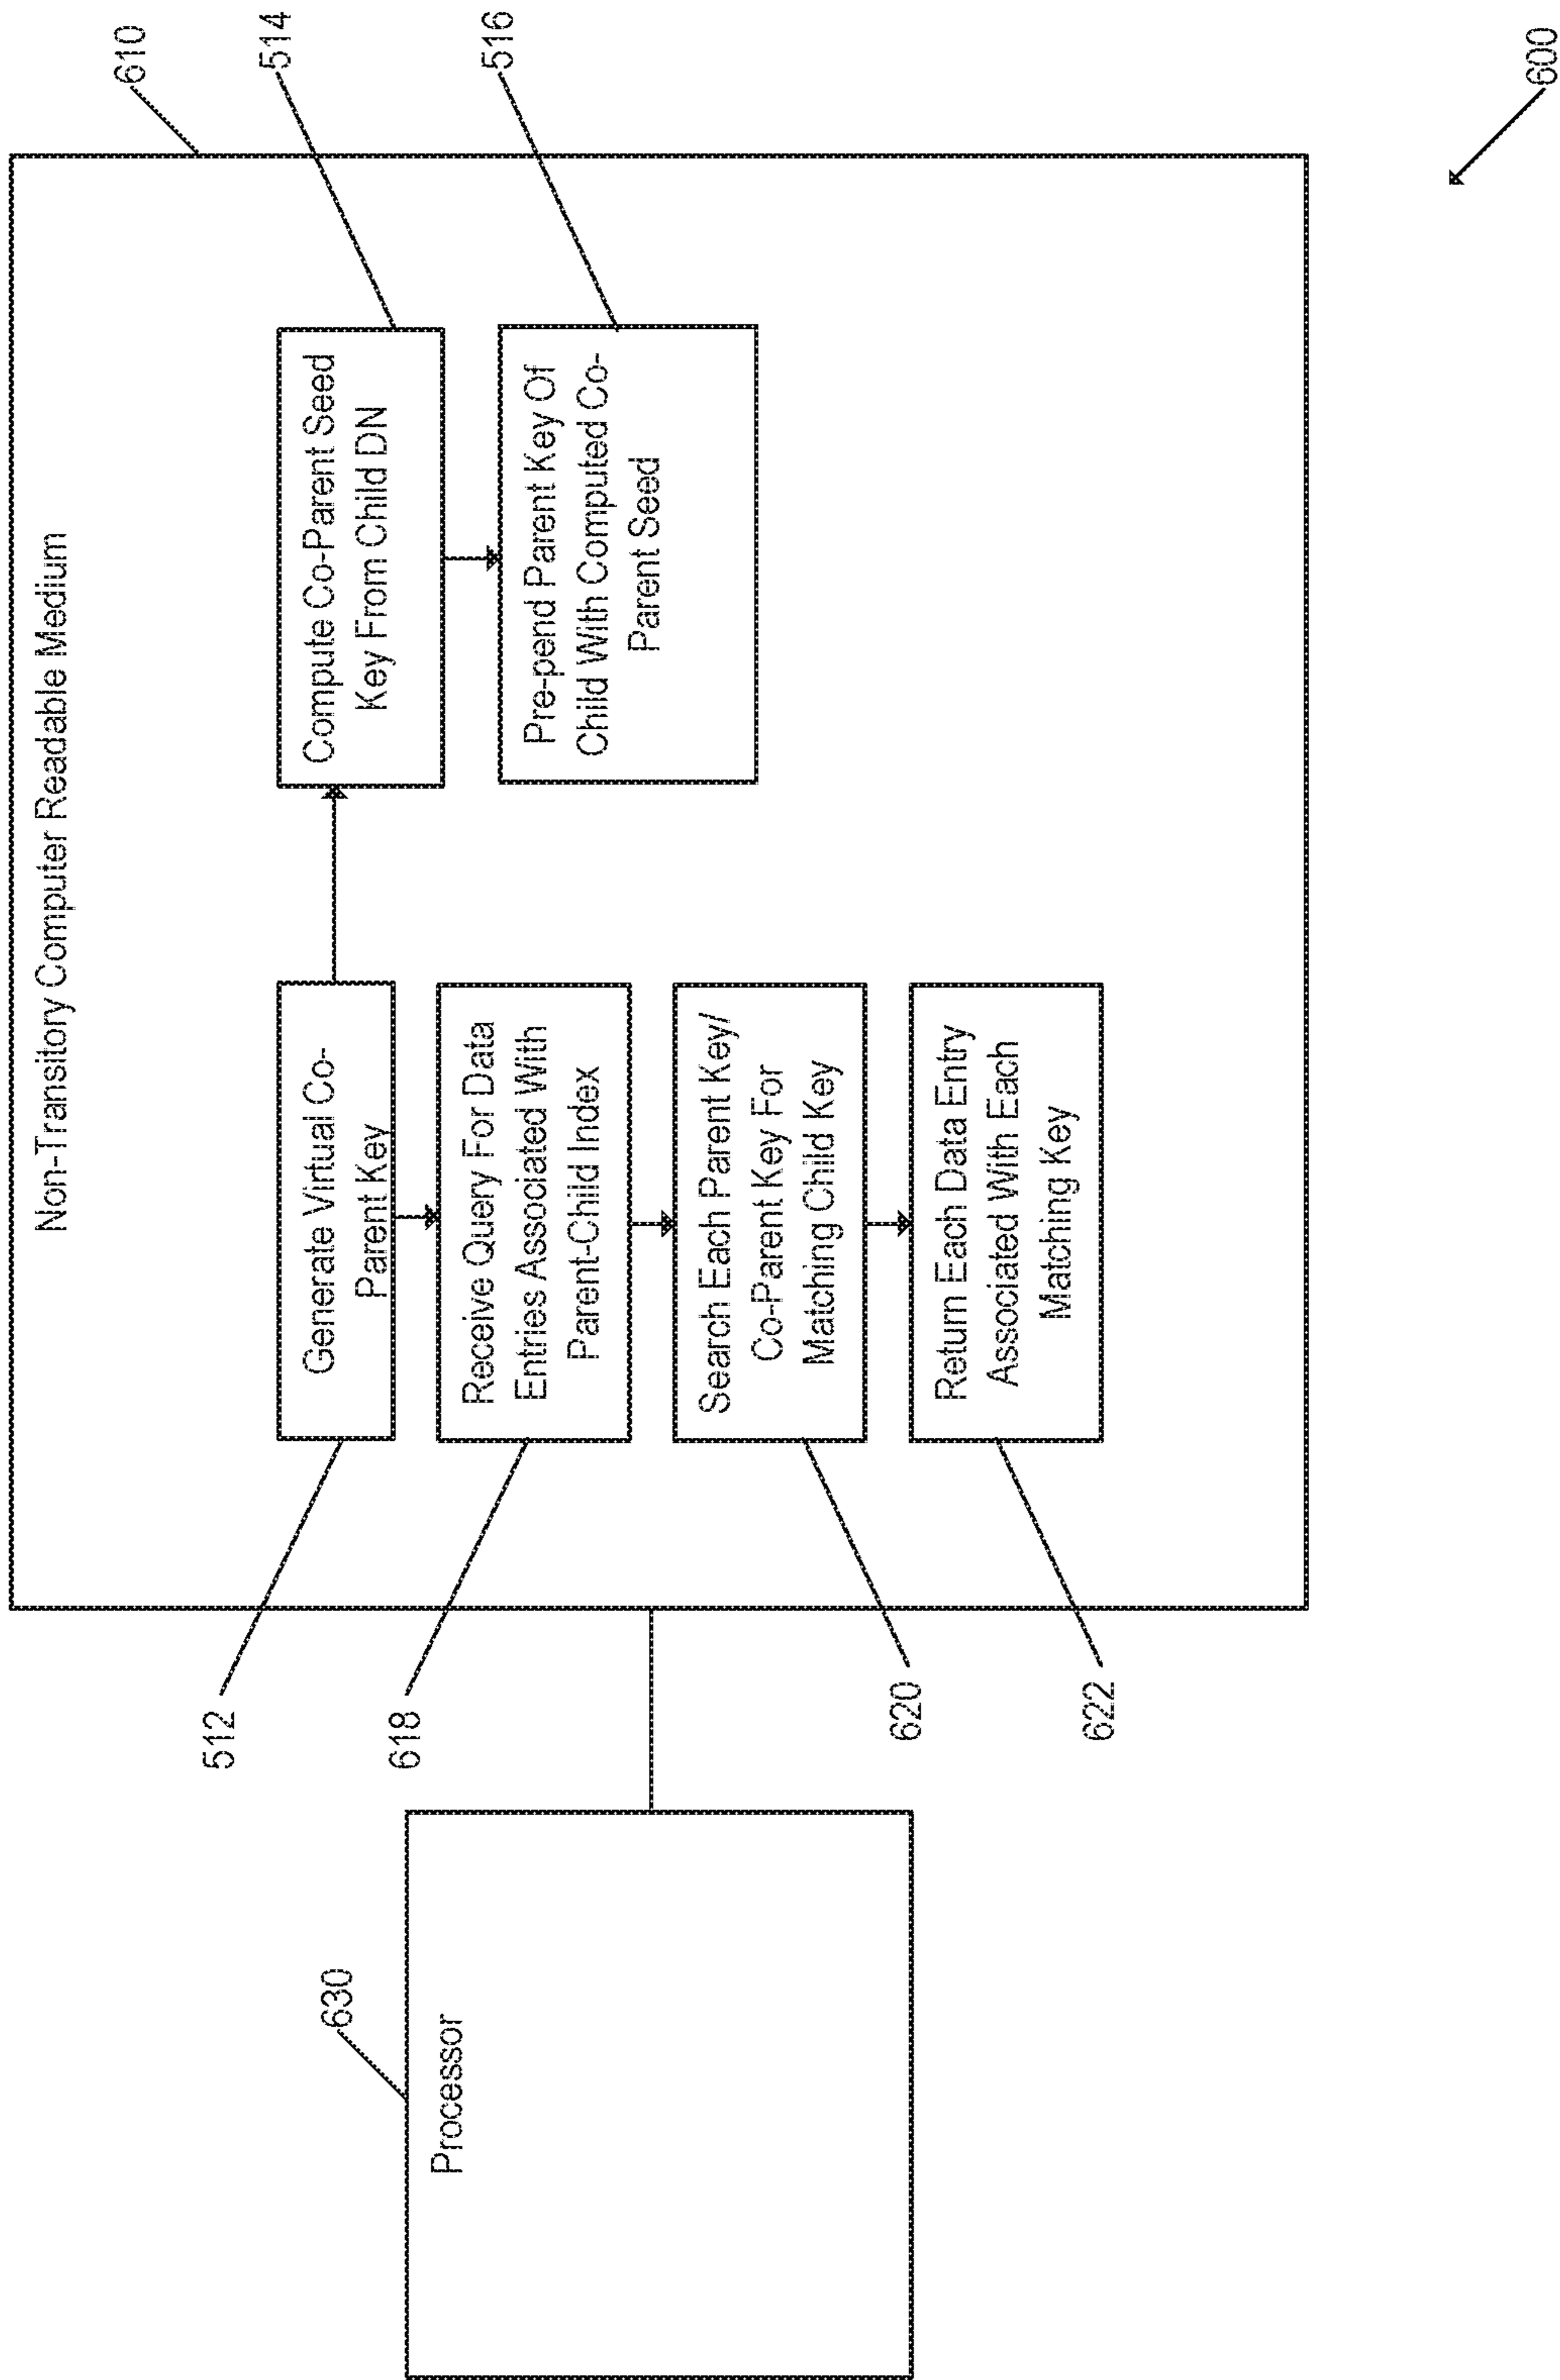 Non-Transitory Computer Readable Medium
610
512
Generate Virtual Co-
Parent Key
514
Compute Co-Parent Seed
Key From Child DN
618
Receive Query For Data
Entries Associated With
Parent-Child Index
516
Pre-pend Parent Key Of
Child With Computed Co-
Parent Seed
620
Search Each Parent Key/
Co-Parent Key For
Matching Child Key
622
Return Each Data Entry
Associated With Each
Matching Key
630
Processor
600